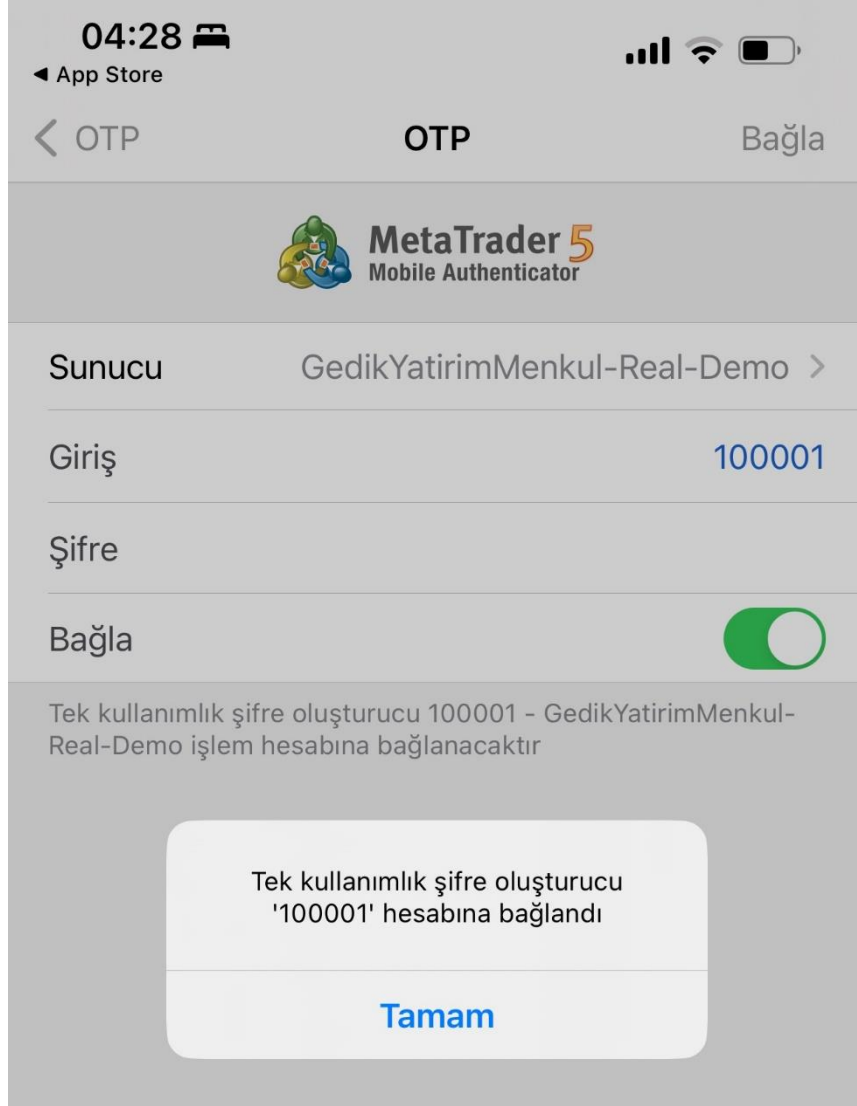 04:28
App Store
OTP
OTP
Bağla
MetaTrader 5
Mobile Authenticator
Sunucu
GedikYatirimMenkul-Real-Demo
Giriş
100001
Şifre
Bağla
Tek kullanımlık şifre oluşturucu 100001 - GedikYatirimMenkul-
Real-Demo işlem hesabına bağlanacaktır
Tek kullanımlık şifre oluşturucu
'100001' hesabına bağlandı
Tamam